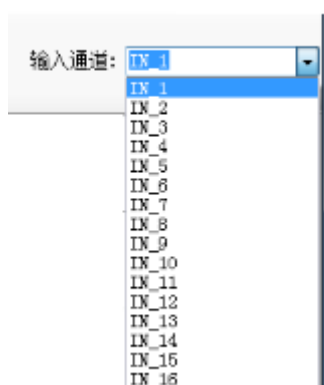 输入通道: IN_1
IN_1
IN_2
IN_3
IN_4
IN_5
IN_6
IN_7
IN_8
IN_9
IN_10
IN_11
IN_12
IN_13
IN_14
IN_15
IN_16